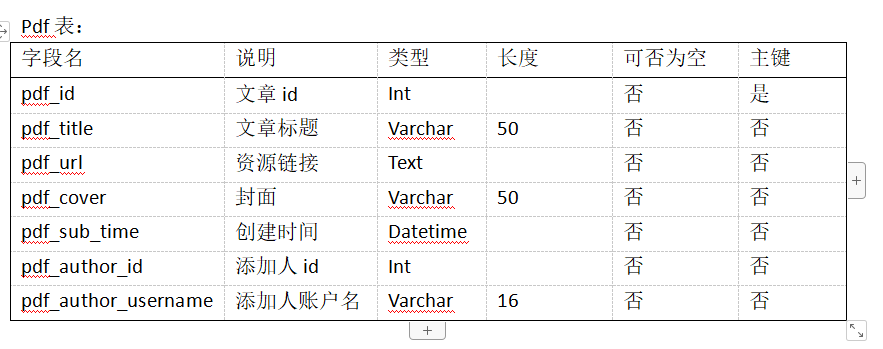 Pdf 表：
字段名 说明 类型 长度 可否为空 主键
pdf_id 文章 id Int 否 是
pdf_title 文章标题 Varchar 50 否 否
pdf_url 资源链接 Text 否 否
pdf_cover 封面 Varchar 50 否 否
pdf_sub_time 创建时间 Datetime 否 否
pdf_author_id 添加人 id Int 否 否
pdf_author_username 添加人账户名 Varchar 16 否 否